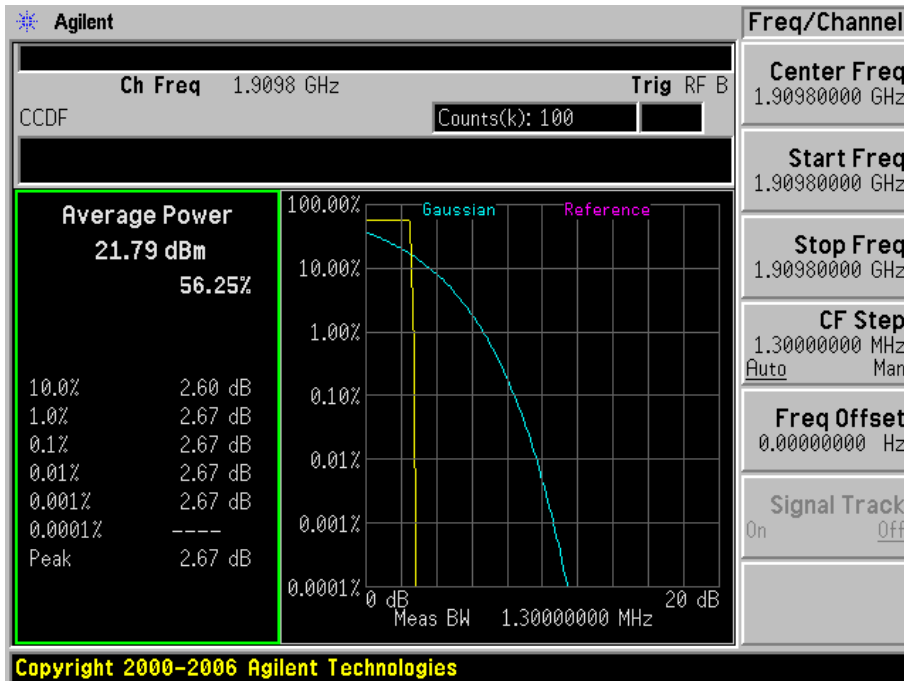 Agilent
Freq/Channel
Ch Freq 1.9098 GHz Trig RF B
CCDF Counts(k): 100
Average Power
21.79 dBm
56.25%
10.0% 2.60 dB
1.0% 2.67 dB
0.1% 2.67 dB
0.01% 2.67 dB
0.001% 2.67 dB
0.0001% ----
Peak 2.67 dB
Gaussian Reference
100.00%
10.00%
1.00%
0.10%
0.01%
0.001%
0.0001%
0 dB 20 dB
Meas BW 1.30000000 MHz
Center Freq
1.90980000 GHz
Start Freq
1.90980000 GHz
Stop Freq
1.90980000 GHz
CF Step
1.30000000 MHz
Auto Man
Freq Offset
0.00000000 Hz
Signal Track
On Off
Copyright 2000-2006 Agilent Technologies